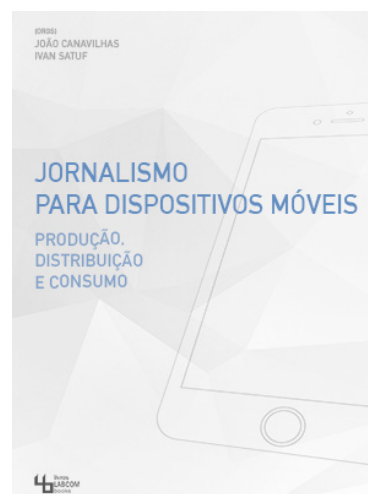 (ORGS)
JOÃO CANAVILHAS
IVAN SATUF
JORNALISMO
PARA DISPOSITIVOS MÓVEIS
PRODUÇÃO,
DISTRIBUIÇÃO
E CONSUMO
LABCOM